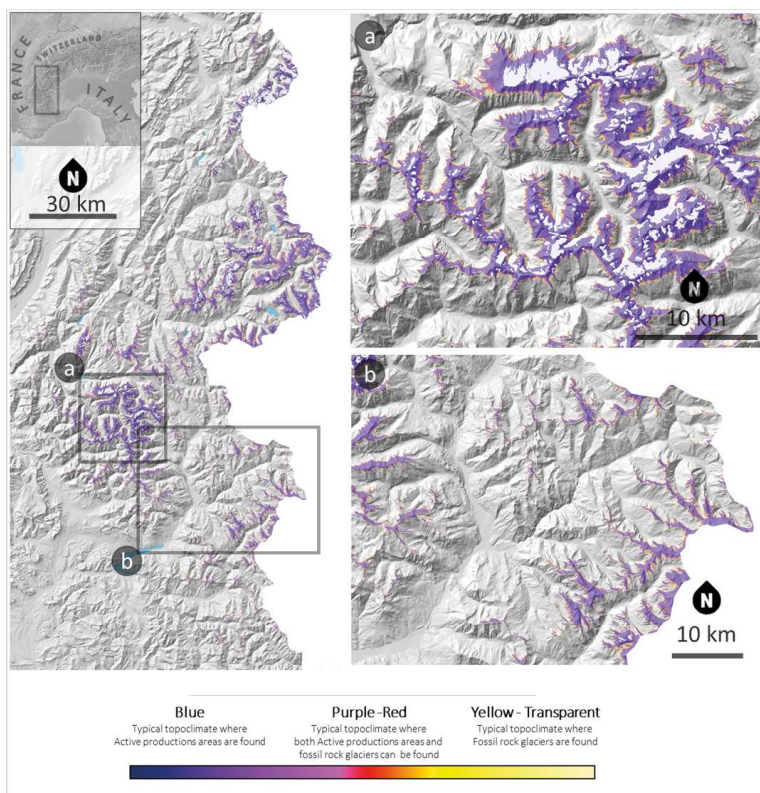 FRANCE
SWITZERLAND
ITALY
N
30 km
a
b
a
N
10 km
b
N
10 km
Blue
Typical topoclimate where
Active productions areas are found
Purple -Red
Typical topoclimate where
both Active productions areas and
fossil rock glaciers can be found
Yellow - Transparent
Typical topoclimate where
Fossil rock glaciers are found